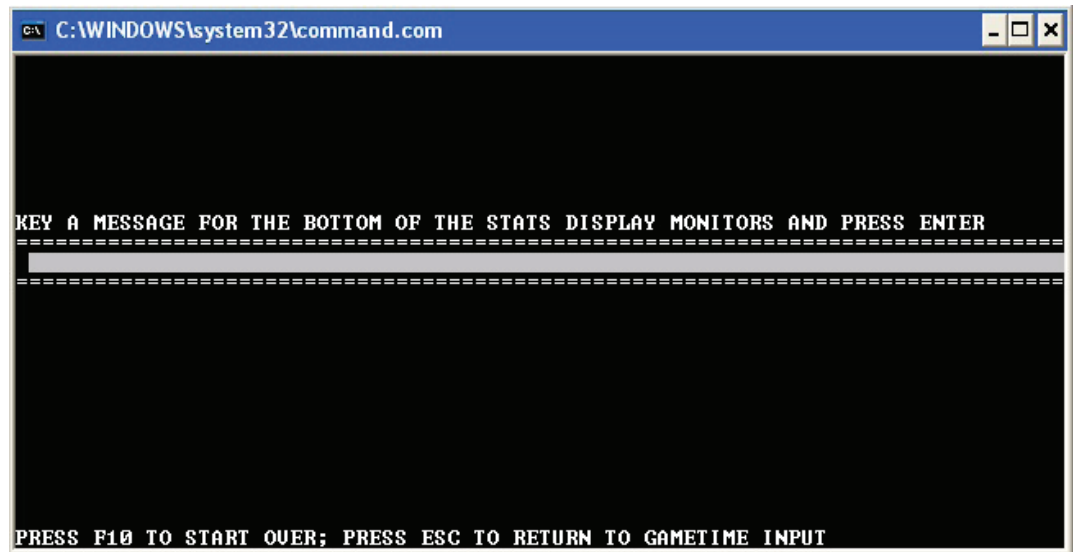 C:\WINDOWS\system32\command.com
KEY A MESSAGE FOR THE BOTTOM OF THE STATS DISPLAY MONITORS AND PRESS ENTER
================================================================================
================================================================================
PRESS F10 TO START OVER; PRESS ESC TO RETURN TO GAMETIME INPUT